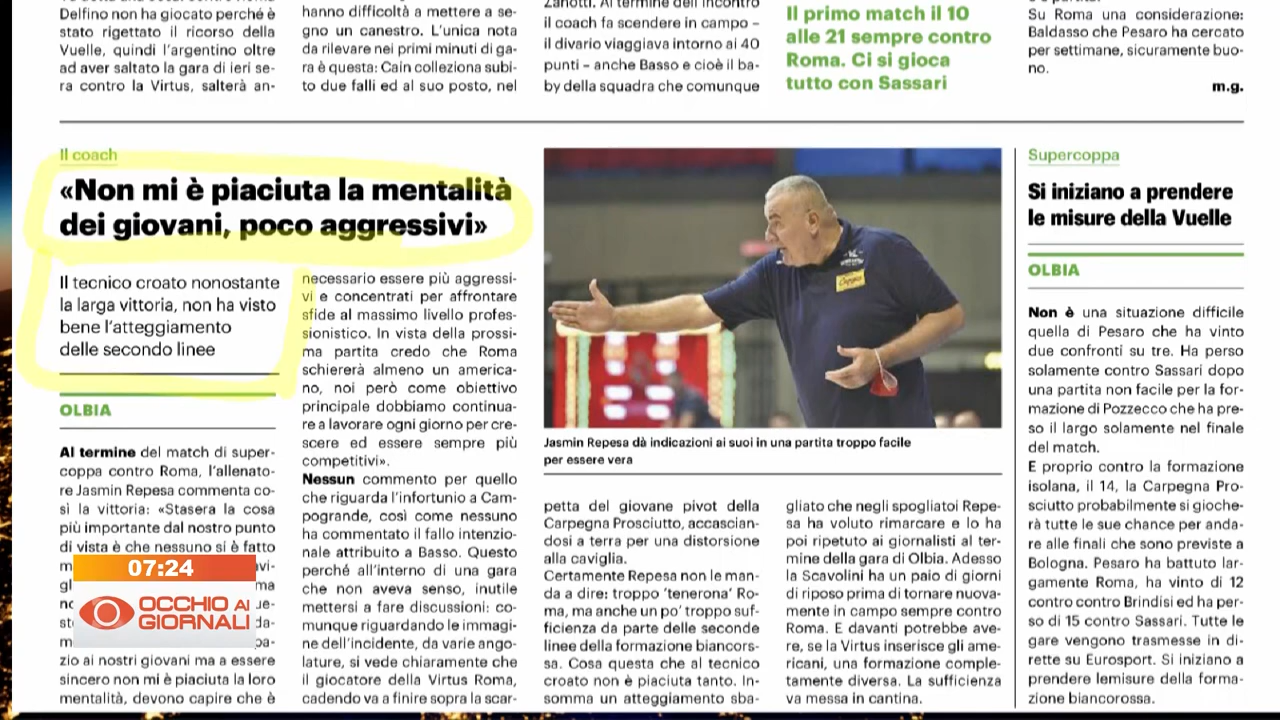 Delfino non ha giocato perché è
stato rigettato il ricorso della
Vuelle, quindi l'argentino oltre
ad aver saltato la gara di ieri se-
ra contro la Virtus, salterà an-
hanno difficoltà a mettere a se-
gno un canestro. L'unica nota
da rilevare nei primi minuti di ga-
ra è questa: Cain colleziona subi-
to due falli ed al suo posto, nel
Zanotti. Al termine dell'incontro
il coach fa scendere in campo –
il divario viaggiava intorno ai 40
punti – anche Basso e cioè il ba-
by della squadra che comunque
Il primo match il 10
alle 21 sempre contro
Roma. Ci si gioca
tutto con Sassari
Su Roma una considerazione:
Baldasso che Pesaro ha cercato
per settimane, sicuramente buo-
no.
m.g.
Il coach
«Non mi è piaciuta la mentalità
dei giovani, poco aggressivi»
Il tecnico croato nonostante
la larga vittoria, non ha visto
bene l'atteggiamento
delle secondo linee
OLBIA
Al termine del match di super-
coppa contro Roma, l'allenato-
re Jasmin Repesa commenta co-
sì la vittoria: «Stasera la cosa
più importante dal nostro punto
di vista è che nessuno si è fatto
07:24
OCCHIO AI
GIORNALI
zio ai nostri giovani ma a essere
sincero non mi è piaciuta la loro
mentalità, devono capire che è
necessario essere più aggressi-
vi e concentrati per affrontare
sfide al massimo livello profes-
sionistico. In vista della prossi-
ma partita credo che Roma
schiererà almeno un america-
no, noi però come obiettivo
principale dobbiamo continua-
re a lavorare ogni giorno per cre-
scere ed essere sempre più
competitivi».
Nessun commento per quello
che riguarda l'infortunio a Cam-
pogrande, così come nessuno
ha commentato il fallo intenzio-
nale attribuito a Basso. Questo
perché all'interno di una gara
che non aveva senso, inutile
mettersi a fare discussioni: co-
munque riguardando le immagi-
ni dell'incidente, da varie ango-
lature, si vede chiaramente che
il giocatore della Virtus Roma,
cadendo va a finire sopra la scar-
Jasmin Repesa dà indicazioni ai suoi in una partita troppo facile
per essere vera
petta del giovane pivot della
Carpegna Prosciutto, accascian-
dosi a terra per una distorsione
alla caviglia.
Certamente Repesa non le man-
da a dire: troppo 'tenerona' Ro-
ma, ma anche un po' troppo suf-
ficienza da parte delle seconde
linee della formazione biancors-
sa. Cosa questa che al tecnico
croato non è piaciuta tanto. In-
somma un atteggiamento sba-
gliato che negli spogliatoi Repe-
sa ha voluto rimarcare e lo ha
poi ripetuto ai giornalisti al ter-
mine della gara di Olbia. Adesso
la Scavolini ha un paio di giorni
di riposo prima di tornare nuova-
mente in campo sempre contro
Roma. E davanti potrebbe ave-
re, se la Virtus inserisce gli ame-
ricani, una formazione comple-
tamente diversa. La sufficienza
va messa in cantina.
Supercoppa
Si iniziano a prendere
le misure della Vuelle
OLBIA
Non è una situazione difficile
quella di Pesaro che ha vinto
due confronti su tre. Ha perso
solamente contro Sassari dopo
una partita non facile per la for-
mazione di Pozzecco che ha pre-
so il largo solamente nel finale
del match.
E proprio contro la formazione
isolana, il 14, la Carpegna Pro-
sciutto probabilmente si gioche-
rà tutte le sue chance per anda-
re alle finali che sono previste a
Bologna. Pesaro ha battuto lar-
gamente Roma, ha vinto di 12
contro contro Brindisi ed ha per-
so di 15 contro Sassari. Tutte le
gare vengono trasmesse in di-
rette su Eurosport. Si iniziano a
prendere lemisure della forma-
zione biancorossa.